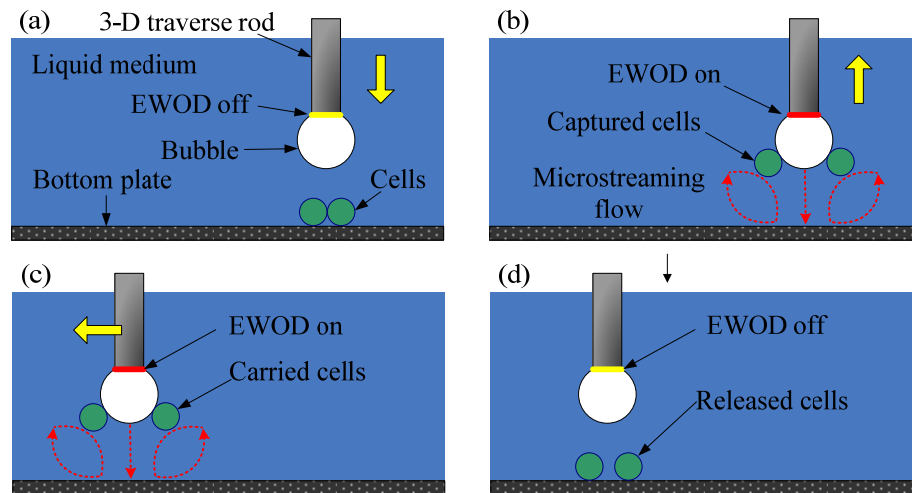 (a)
3-D traverse rod
Liquid medium
EWOD off
Bubble
Bottom plate
Cells
(b)
EWOD on
Captured cells
Microstreaming
flow
(c)
EWOD on
Carried cells
(d)
EWOD off
Released cells